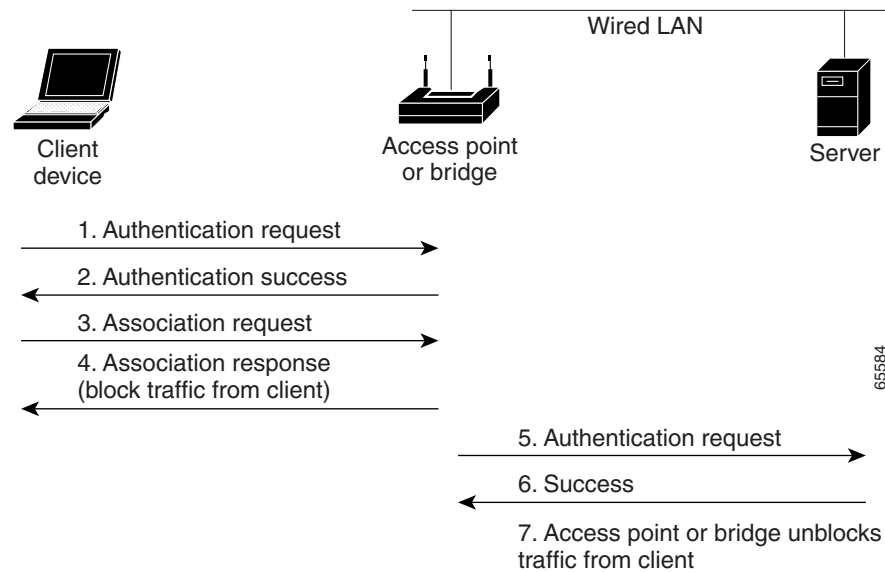 Wired LAN
Client
device
Access point
or bridge
Server
1. Authentication request
2. Authentication success
3. Association request
4. Association response
(block traffic from client)
65584
5. Authentication request
6. Success
7. Access point or bridge unblocks
traffic from client